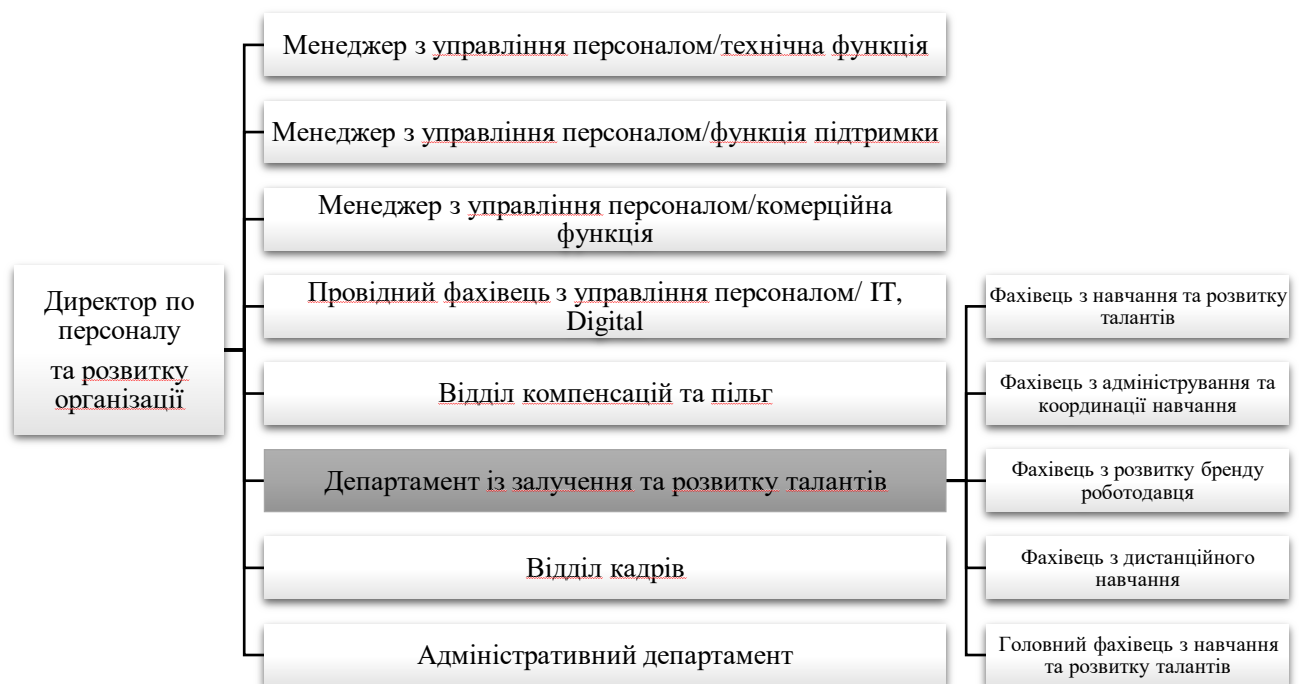 Директор по
персоналу
та розвитку
організації
Менеджер з управління персоналом/технічна функція
Менеджер з управління персоналом/функція підтримки
Менеджер з управління персоналом/комерційна
функція
Провідний фахівець з управління персоналом/ IT,
Digital
Відділ компенсацій та пільг
Департамент із залучення та розвитку талантів
Відділ кадрів
Адміністративний департамент
Фахівець з навчання та розвитку
талантів
Фахівець з адміністрування та
координації навчання
Фахівець з розвитку бренду
роботодавця
Фахівець з дистанційного
навчання
Головний фахівець з навчання
та розвитку талантів